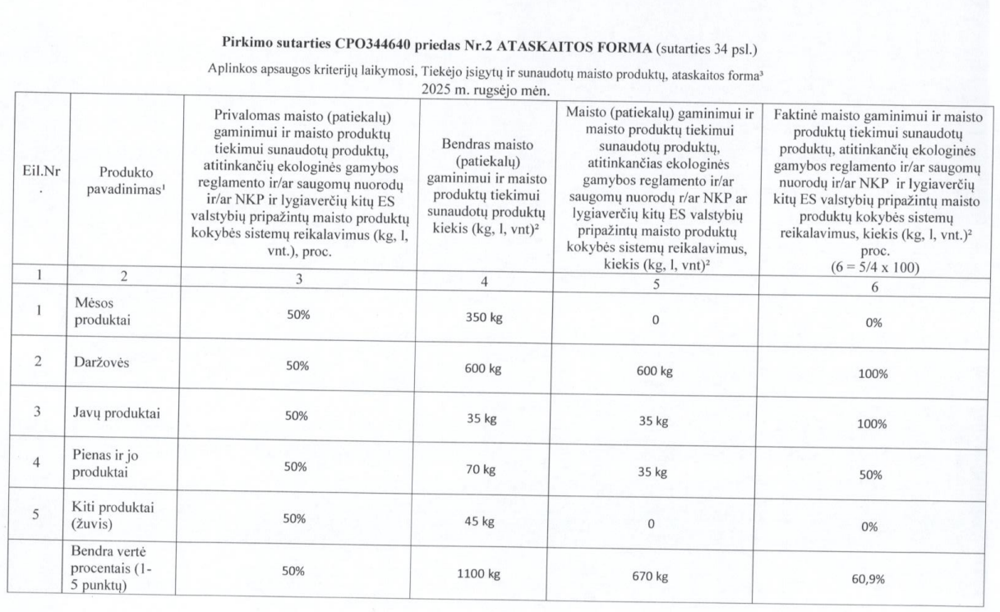 Pirkimo sutarties CPO344640 priedas Nr.2 ATASKAITOS FORMA (sutarties 34 psl.)
Aplinkos apsaugos kriterijų laikymosi, Tiekėjo įsigytų ir sunaudotų maisto produktų, ataskaitos forma³
2025 m. rugsėjo mėn.
Eil.Nr
.
Produkto
pavadinimas¹
Privalomas maisto (patiekalų)
gaminimui ir maisto produktų
tiekimui sunaudotų produktų,
atitinkančių ekologinės gamybos
reglamento ir/ar saugomų nuorodų
ir/ar NKP ir lygiaverčių kitų ES
valstybių pripažintų maisto produktų
kokybės sistemų reikalavimus (kg, l,
vnt.), proc.
Bendras maisto
(patiekalų)
gaminimui ir maisto
produktų tiekimui
sunaudotų produktų
kiekis (kg, l, vnt)²
Maisto (patiekalų) gaminimui ir
maisto produktų tiekimui
sunaudotų produktų,
atitinkančias ekologinės
gamybos reglamento ir/ar
saugomų nuorodų r/ar NKP ar
lygiaverčių kitų ES valstybių
pripažintų maisto produktų
kokybės sistemų reikalavimus,
kiekis (kg, l, vnt)²
Faktinė maisto gaminimui ir maisto
produktų tiekimui sunaudotų
produktų, atitinkančių ekologinės
gamybos reglamento ir/ar saugomų
nuorodų ir/ar NKP ir lygiaverčių
kitų ES valstybių pripažintų maisto
produktų kokybės sistemų
reikalavimus, kiekis (kg, l, vnt.)²
proc.
(6 = 5/4 x 100)
1 2 3 4 5 6
1 Mėsos
produktai 50% 350 kg 0 0%
2 Daržovės 50% 600 kg 600 kg 100%
3 Javų produktai 50% 35 kg 35 kg 100%
4 Pienas ir jo
produktai 50% 70 kg 35 kg 50%
5 Kiti produktai
(žuvis) 50% 45 kg 0 0%
Bendra vertė
procentais (1-
5 punktų) 50% 1100 kg 670 kg 60,9%